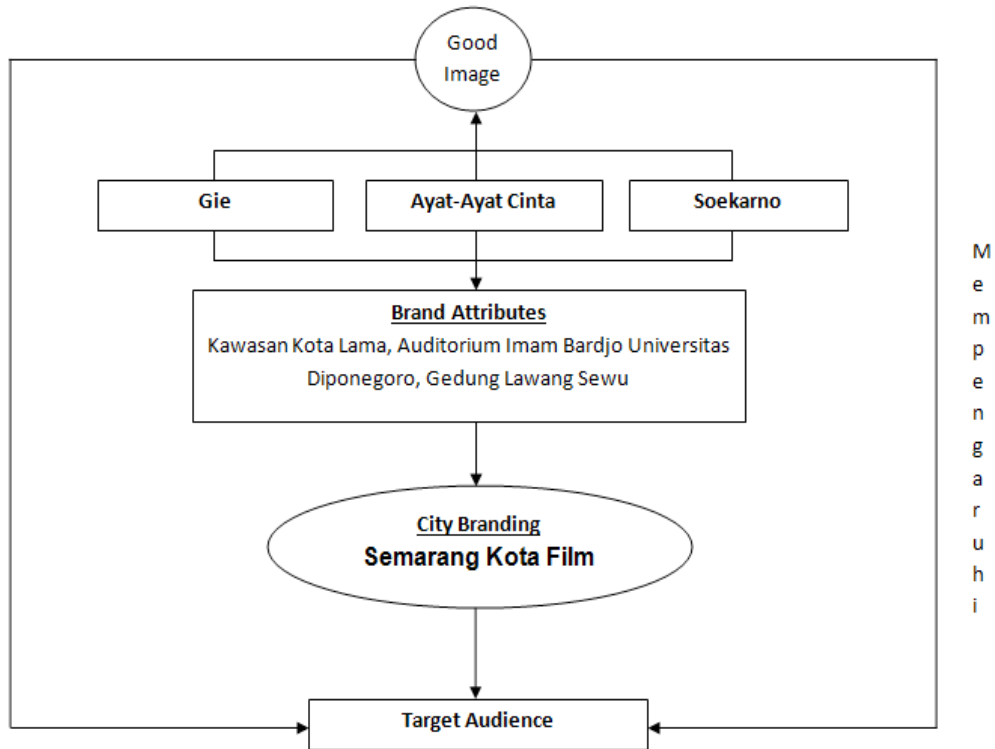 Good
Image
Gie
Ayat-Ayat Cinta
Soekarno
Brand Attributes
Kawasan Kota Lama, Auditorium Imam Bardjo Universitas
Diponegoro, Gedung Lawang Sewu
City Branding
Semarang Kota Film
Target Audience
Mempengaruhi